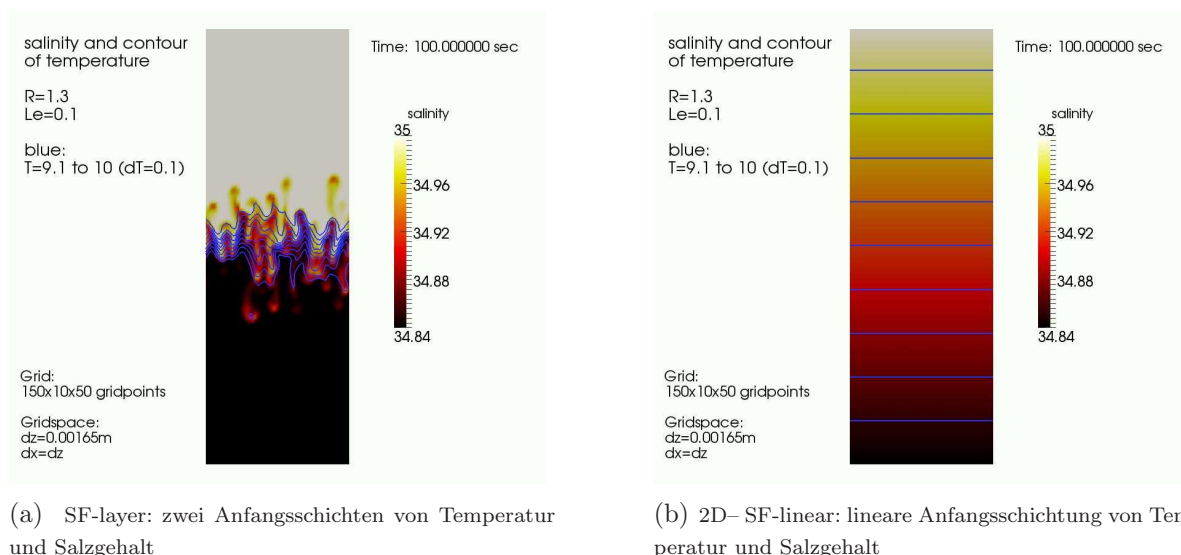 salinity and contour
of temperature
R=1.3
Le=0.1
blue:
T=9.1 to 10 (dT=0.1)
Time: 100.000000 sec
salinity
35
34.96
34.92
34.88
34.84
Grid:
150x10x50 gridpoints
Gridspace:
dz=0.00165m
dx=dz
(a) SF-layer: zwei Anfangsschichten von Temperatur
und Salzgehalt
salinity and contour
of temperature
R=1.3
Le=0.1
blue:
T=9.1 to 10 (dT=0.1)
Time: 100.000000 sec
salinity
35
34.96
34.92
34.88
34.84
Grid:
150x10x50 gridpoints
Gridspace:
dz=0.00165m
dx=dz
(b) 2D– SF-linear: lineare Anfangsschichtung von Tem
peratur und Salzgehalt